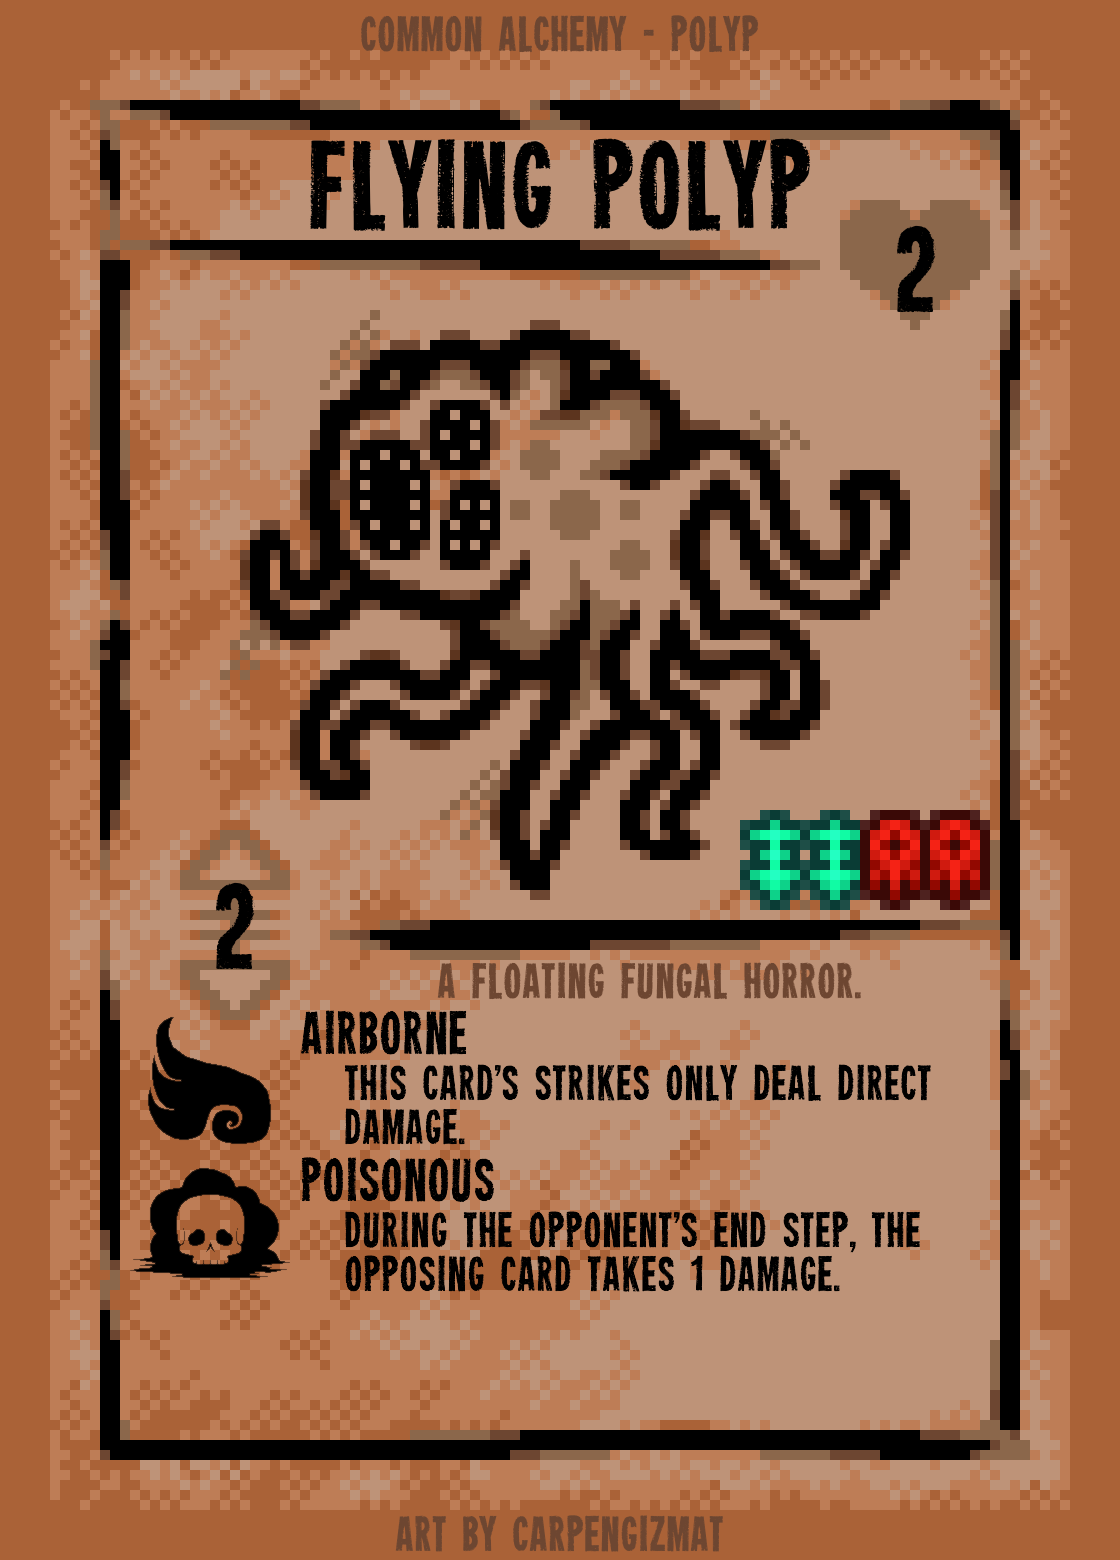 COMMON ALCHEMY - POLYP
FLYING POLYP
2
2
A FLOATING FUNGAL HORROR.
AIRBORNE
THIS CARD'S STRIKES ONLY DEAL DIRECT
DAMAGE.
POISONOUS
DURING THE OPPONENT'S END STEP, THE
OPPOSING CARD TAKES 1 DAMAGE.
ART BY CARPENGIZMAT